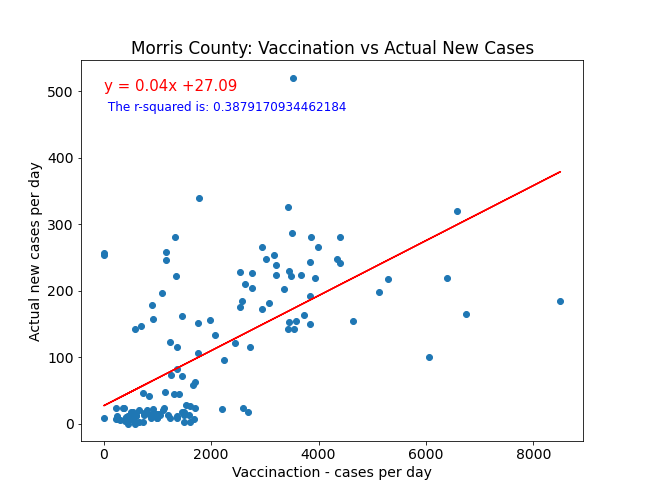 Morris County: Vaccination vs Actual New Cases
y = 0.04x +27.09
The r-squared is: 0.3879170934462184
Actual new cases per day
500
400
300
200
100
0
0 2000 4000 6000 8000
Vaccinaction - cases per day